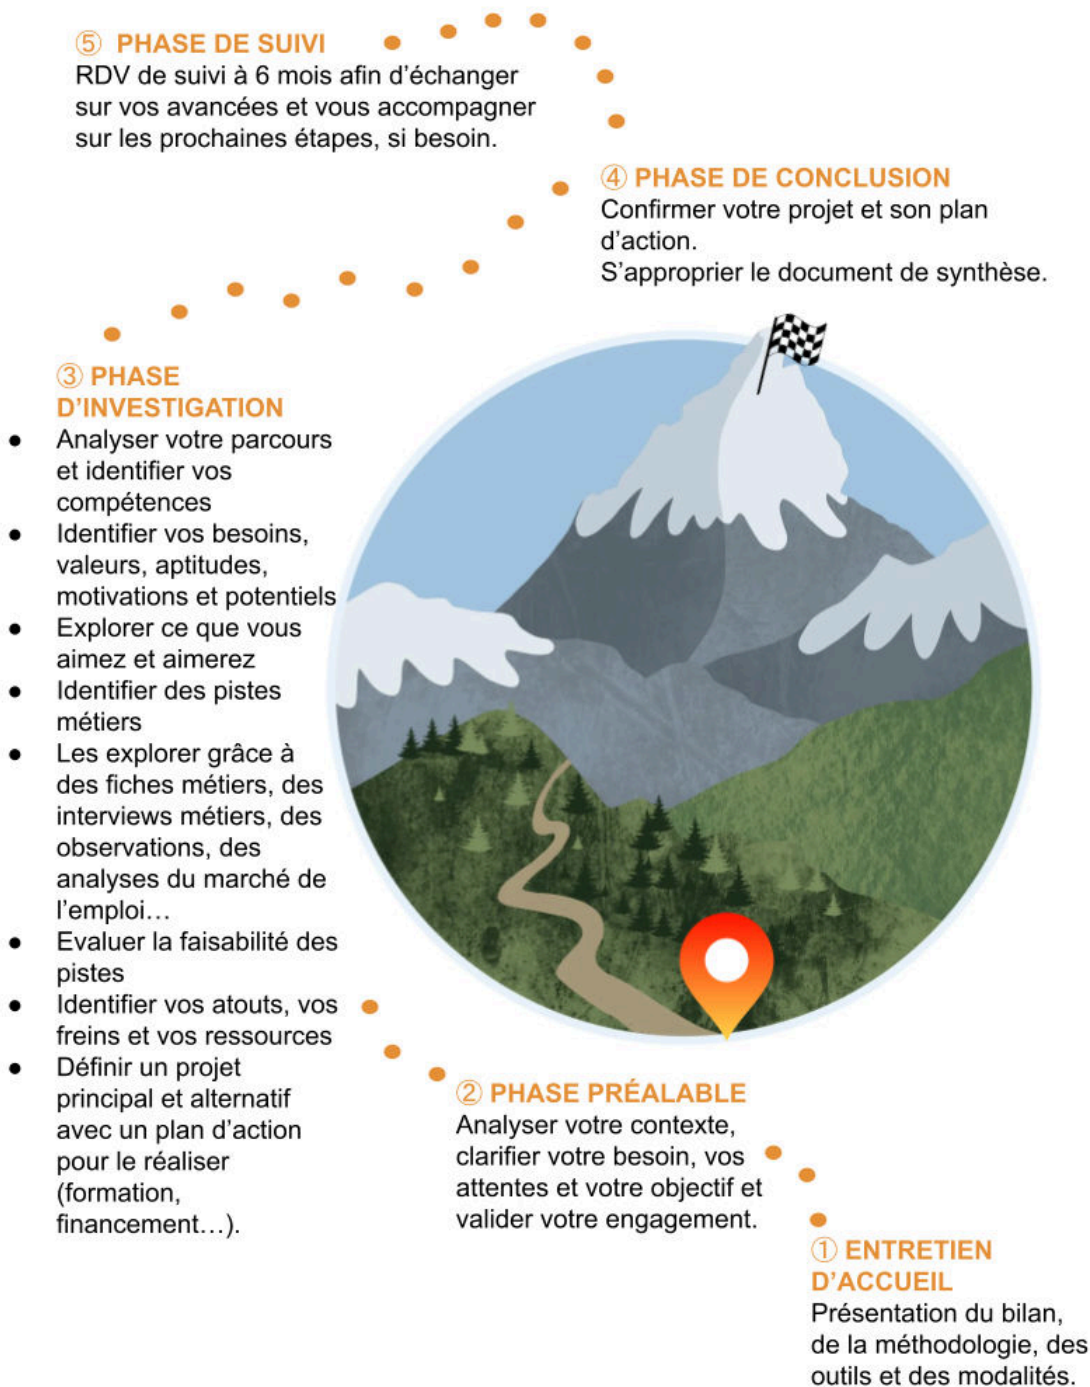 ⑤ PHASE DE SUIVI
RDV de suivi à 6 mois afin d’échanger
sur vos avancées et vous accompagner
sur les prochaines étapes, si besoin.
④ PHASE DE CONCLUSION
Confirmer votre projet et son plan
d’action.
S’approprier le document de synthèse.
③ PHASE
D’INVESTIGATION
● Analyser votre parcours
et identifier vos
compétences
● Identifier vos besoins,
valeurs, aptitudes,
motivations et potentiels
● Explorer ce que vous
aimez et aimerez
● Identifier des pistes
métiers
● Les explorer grâce à
des fiches métiers, des
interviews métiers, des
observations, des
analyses du marché de
l’emploi…
● Evaluer la faisabilité des
pistes
● Identifier vos atouts, vos
freins et vos ressources
● Définir un projet
principal et alternatif
avec un plan d’action
pour le réaliser
(formation,
financement…).
② PHASE PRÉALABLE
Analyser votre contexte,
clarifier votre besoin, vos
attentes et votre objectif et
valider votre engagement.
① ENTRETIEN
D’ACCUEIL
Présentation du bilan,
de la méthodologie, des
outils et des modalités.